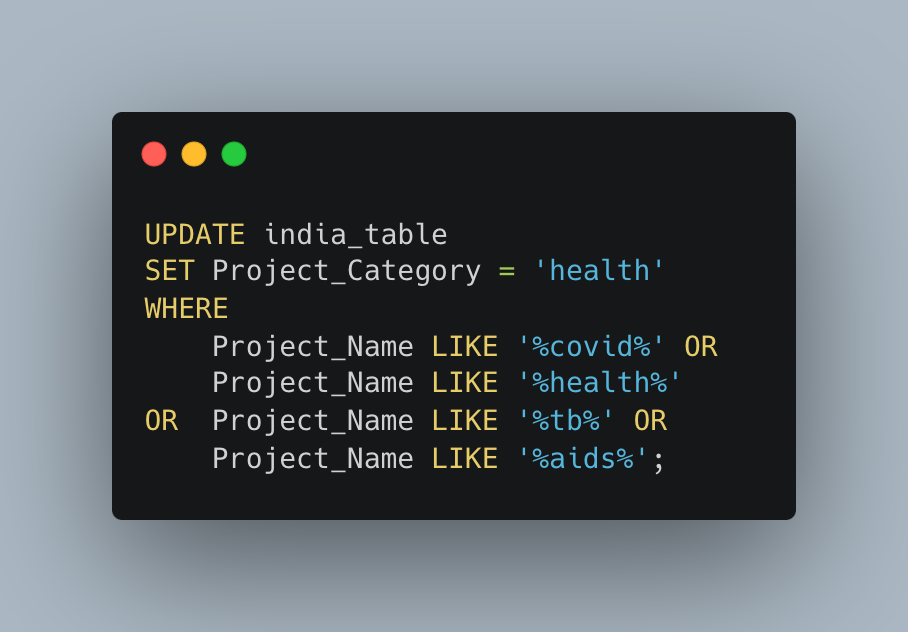 UPDATE india_table
SET Project_Category = 'health'
WHERE
    Project_Name LIKE '%covid%' OR
    Project_Name LIKE '%health%'
OR  Project_Name LIKE '%tb%' OR
    Project_Name LIKE '%aids%';